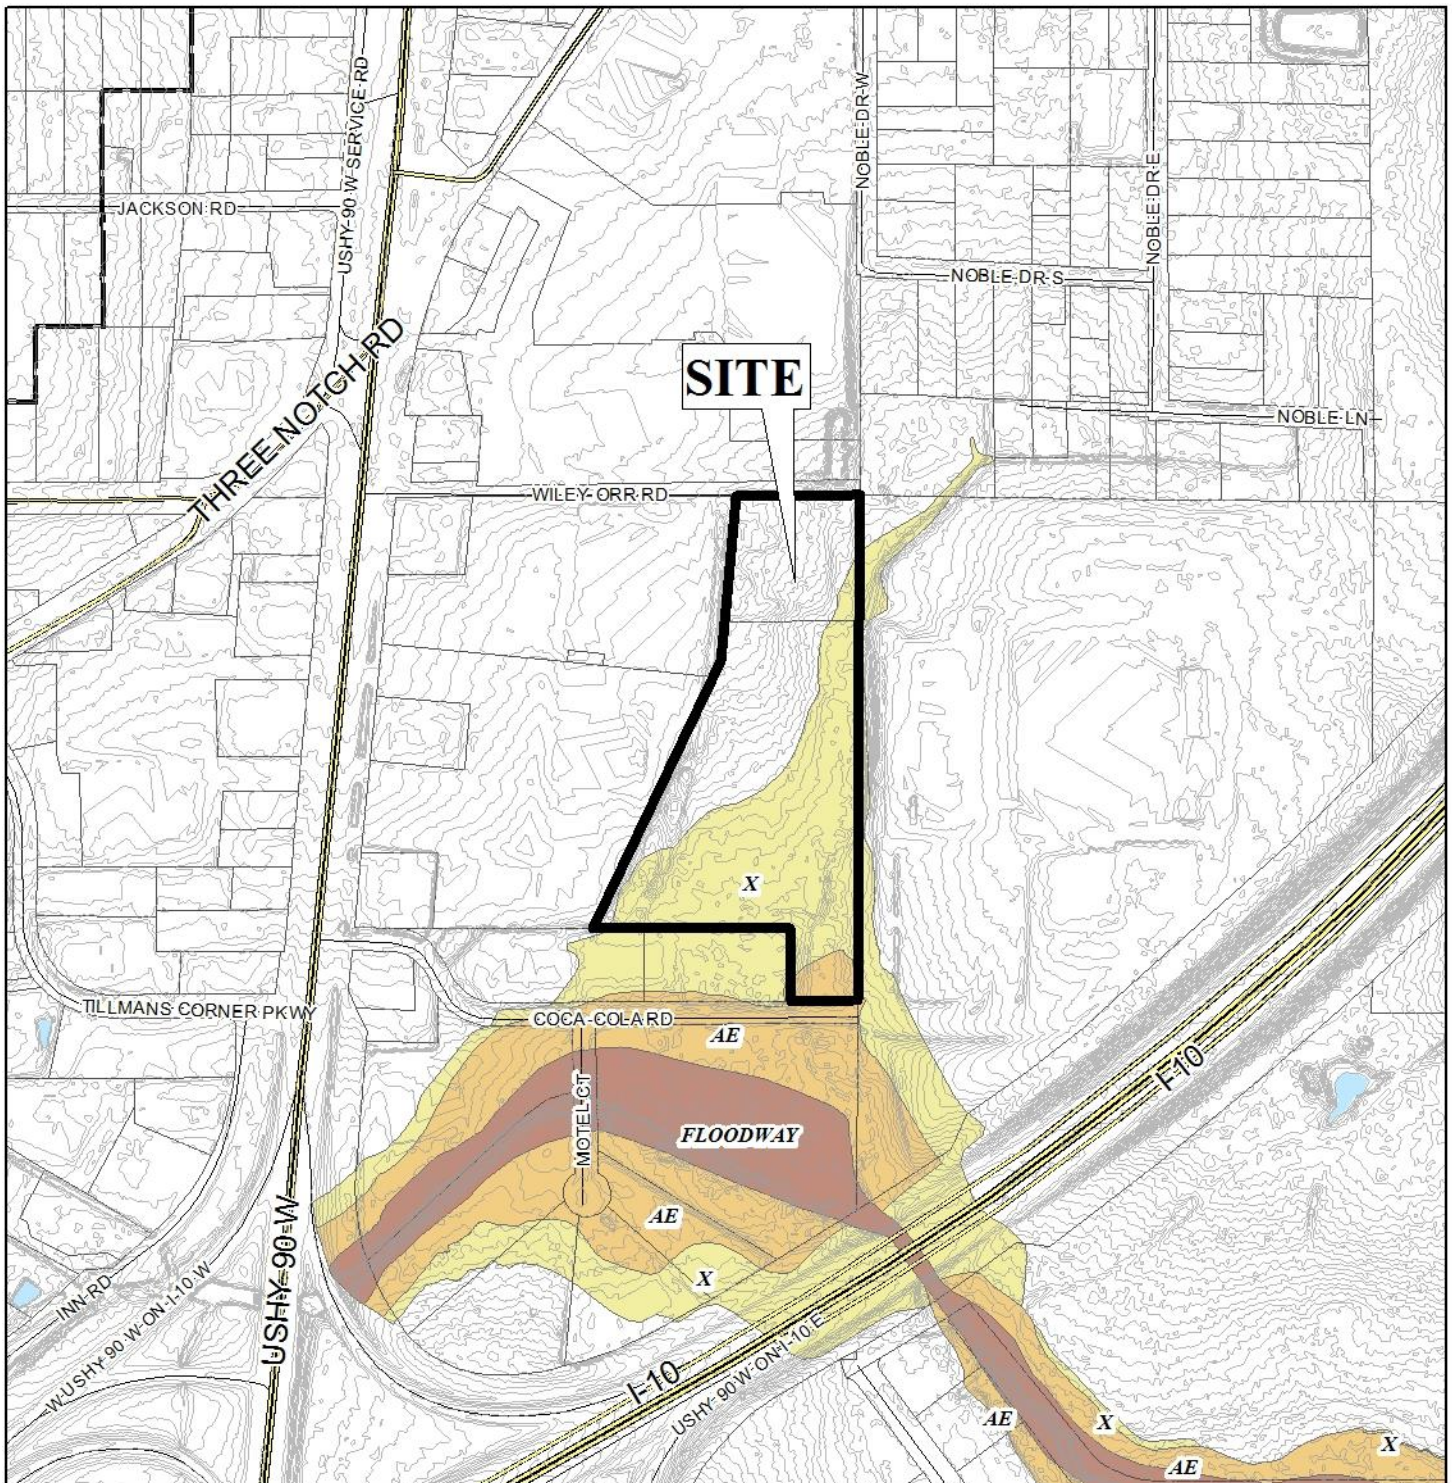 USHY 90 W SERVICE RD
NOBLE DR W
NOBLE DR E
JACKSON RD
NOBLE DR S
THREE NOTCH RD
SITE
NOBLE LN
WILEY ORR RD
X
TILLMANS CORNER PKWY
COCA-COLA RD
AE
I-10
MOTEL CT
FLOODWAY
AE
USHY 90 W
X
INN RD
W USHY 90 W ON I-10 W
I-10
USHY 90 W ON I-10 E
AE
X
X
AE